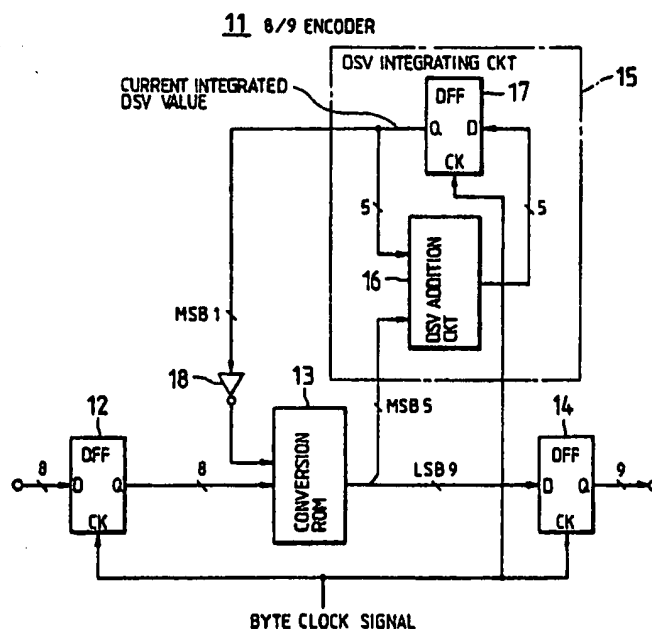 11 8/9 ENCODER
DSV INTEGRATING CKT
15
CURRENT INTEGRATED
DSV VALUE
DFF
17
Q D
CK
5
5
16
DSV ADDITION
CKT
MSB 1
18
13
MSB 5
12
14
DFF
DFF
8
D Q
8
CONVERSION
ROM
LSB 9
D Q
9
CK
CK
BYTE CLOCK SIGNAL